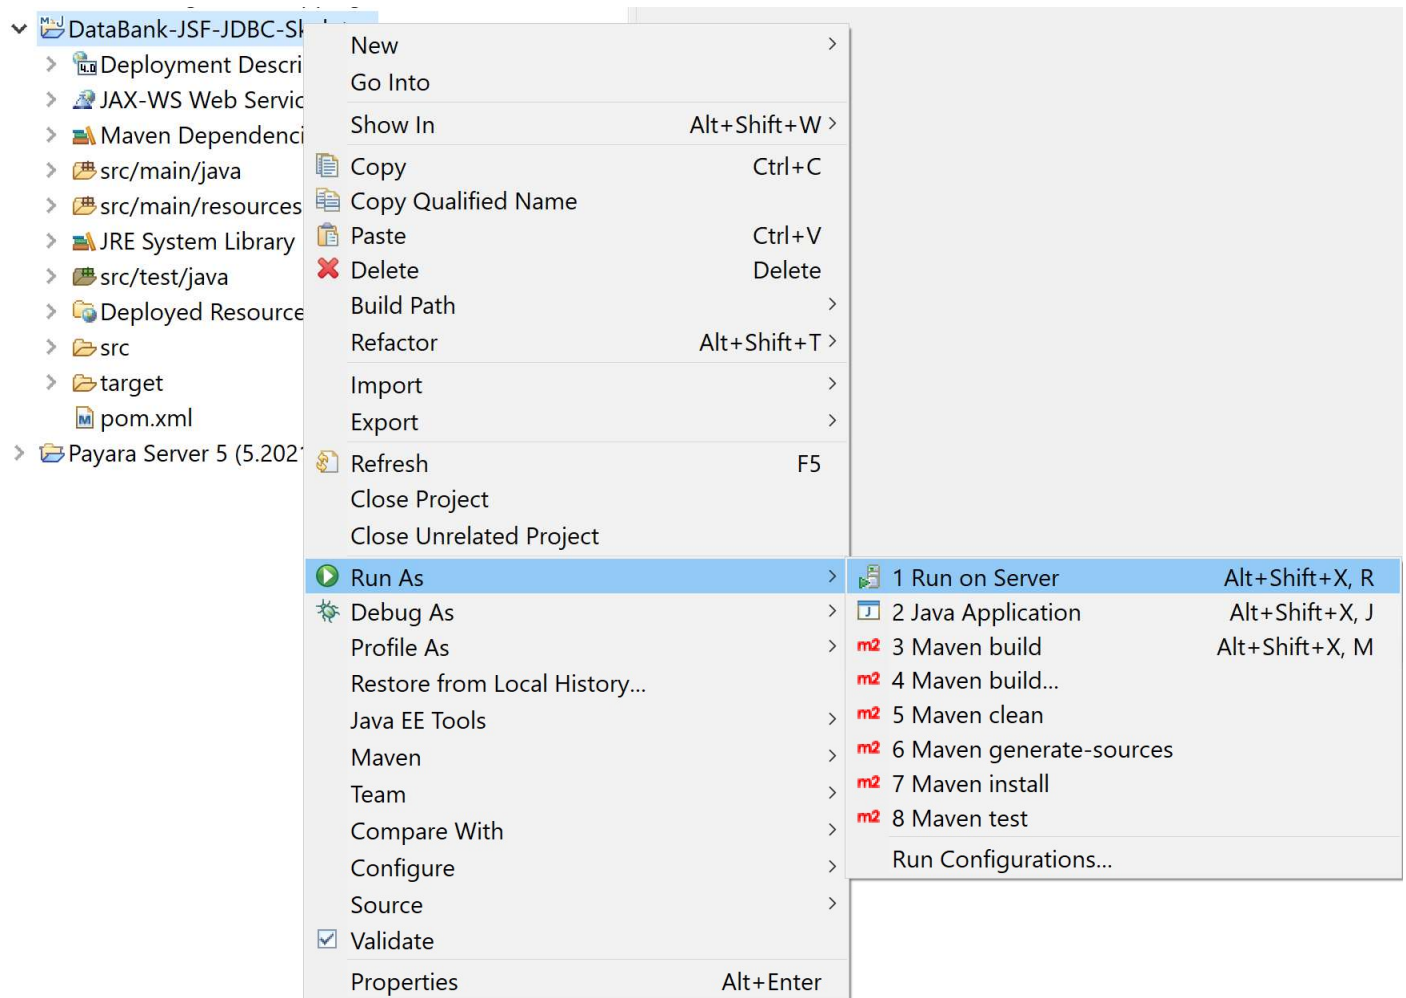 DataBank-JSF-JDBC-
Deployment Descri
JAX-WS Web Servic
Maven Dependenci
src/main/java
src/main/resources
JRE System Library
src/test/java
Deployed Resource
src
target
pom.xml
Payara Server 5 (5.202
New
Go Into
Show In Alt+Shift+W
Copy Ctrl+C
Copy Qualified Name
Paste Ctrl+V
Delete Delete
Build Path
Refactor Alt+Shift+T
Import
Export
Refresh F5
Close Project
Close Unrelated Project
Run As
Debug As
Profile As
Restore from Local History...
Java EE Tools
Maven
Team
Compare With
Configure
Source
Validate
Properties Alt+Enter
1 Run on Server Alt+Shift+X, R
2 Java Application Alt+Shift+X, J
3 Maven build Alt+Shift+X, M
4 Maven build...
5 Maven clean
6 Maven generate-sources
7 Maven install
8 Maven test
Run Configurations...